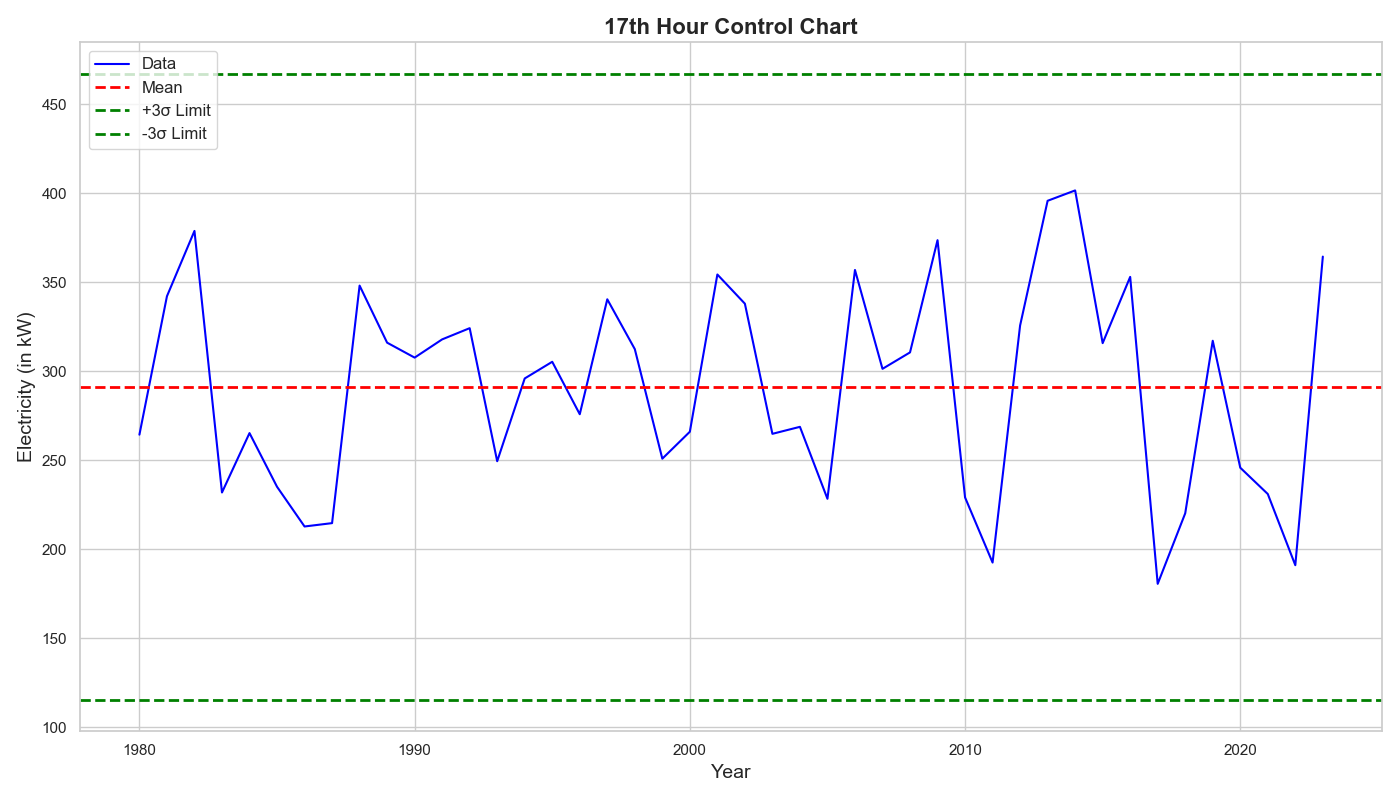 17th Hour Control Chart
Data
Mean
+3σ Limit
-3σ Limit
Electricity (in kW)
450
400
350
300
250
200
150
100
1980
1990
2000
2010
2020
Year